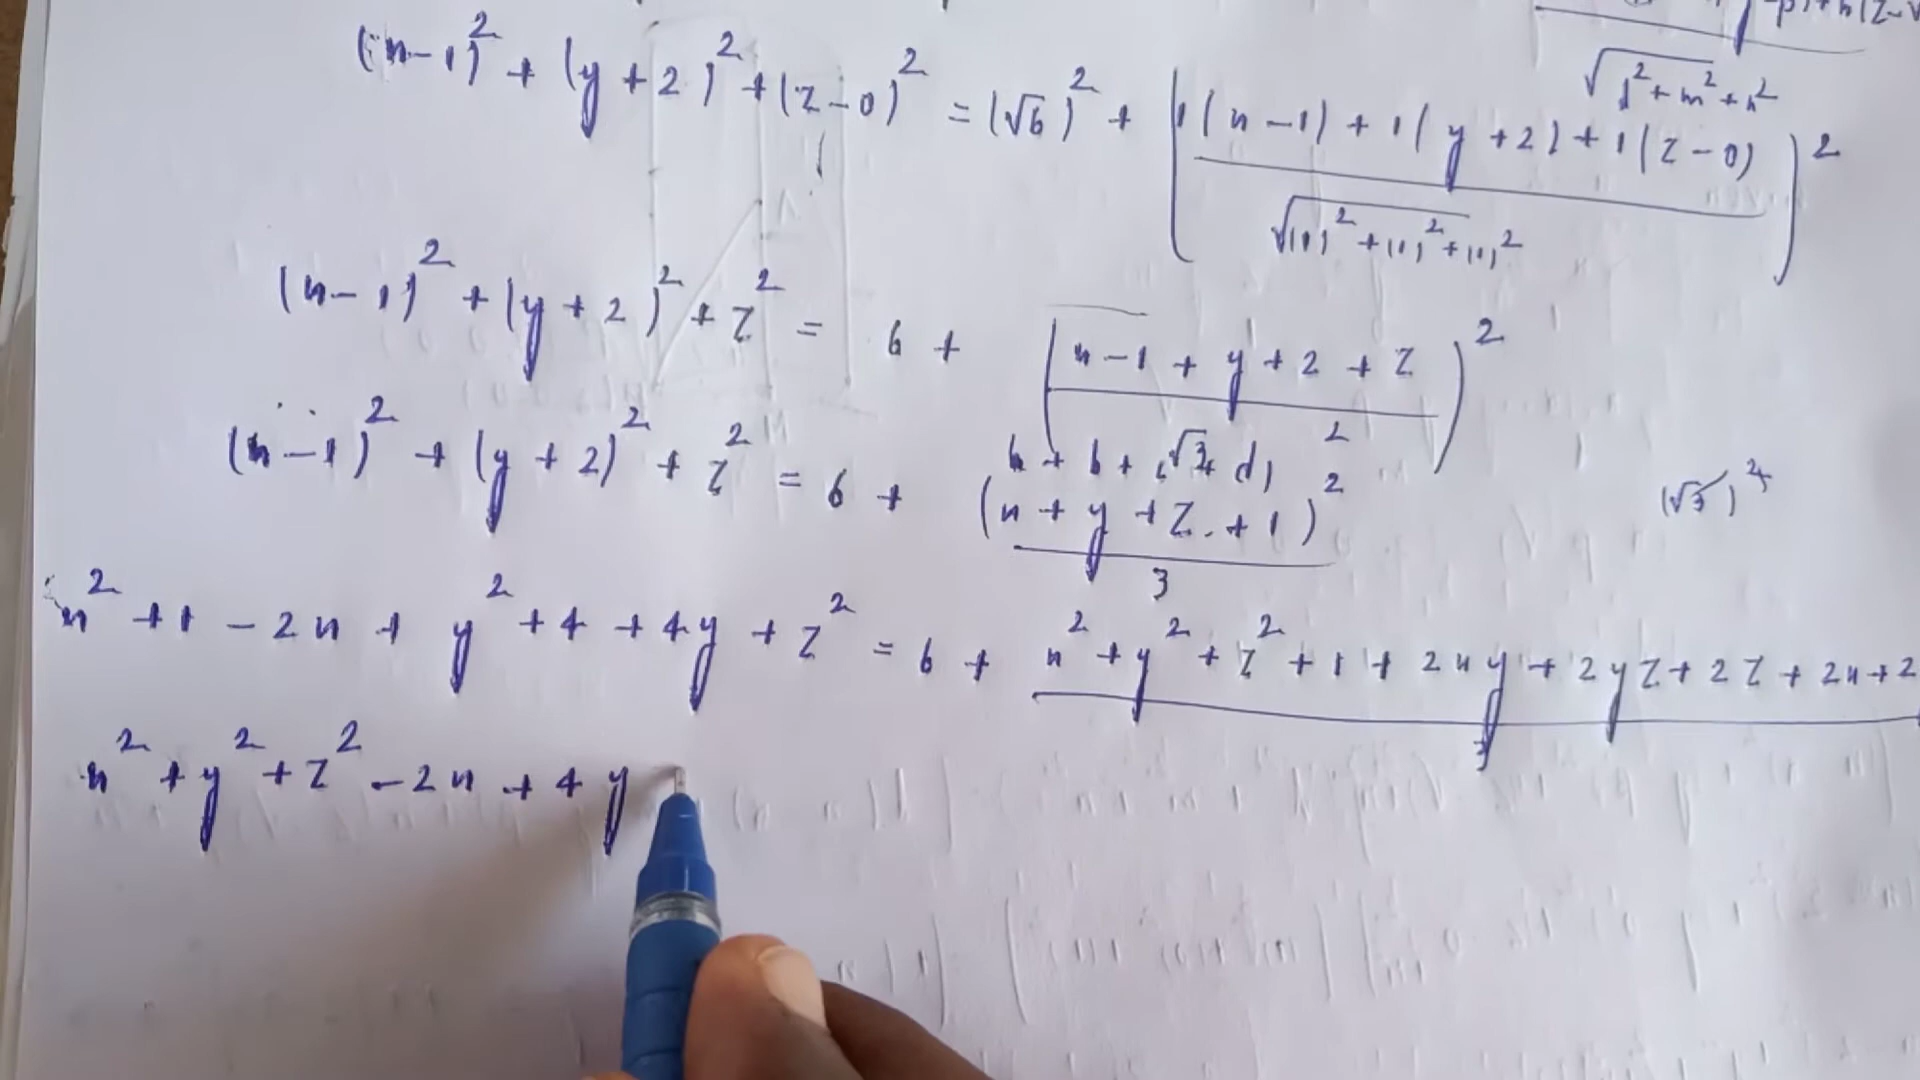 √l²+m²+n²
(x-1)² + (y+2)² + (z-0)² = (√6)² + (1(x-1) + 1(y+2) + 1(z-0) / √(1)²+(1)²+(1)²)²
(x-1)² + (y+2)² + z² = 6 + (x-1 + y+2 + z / √3)²
(x-1)² + (y+2)² + z² = 6 + (x+y+z+1)² / 3
(√3)²
x² + 1 - 2x + y² + 4 + 4y + z² = 6 + x² + y² + z² + 1 + 2xy + 2yz + 2z + 2x + 2 / 3
x² + y² + z² - 2x + 4y